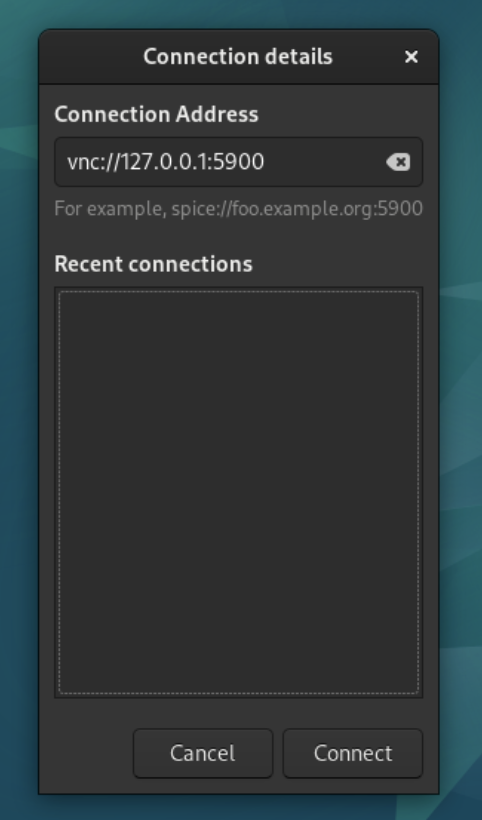 Connection details
Connection Address
vnc://127.0.0.1:5900
For example, spice://foo.example.org:5900
Recent connections
Cancel
Connect